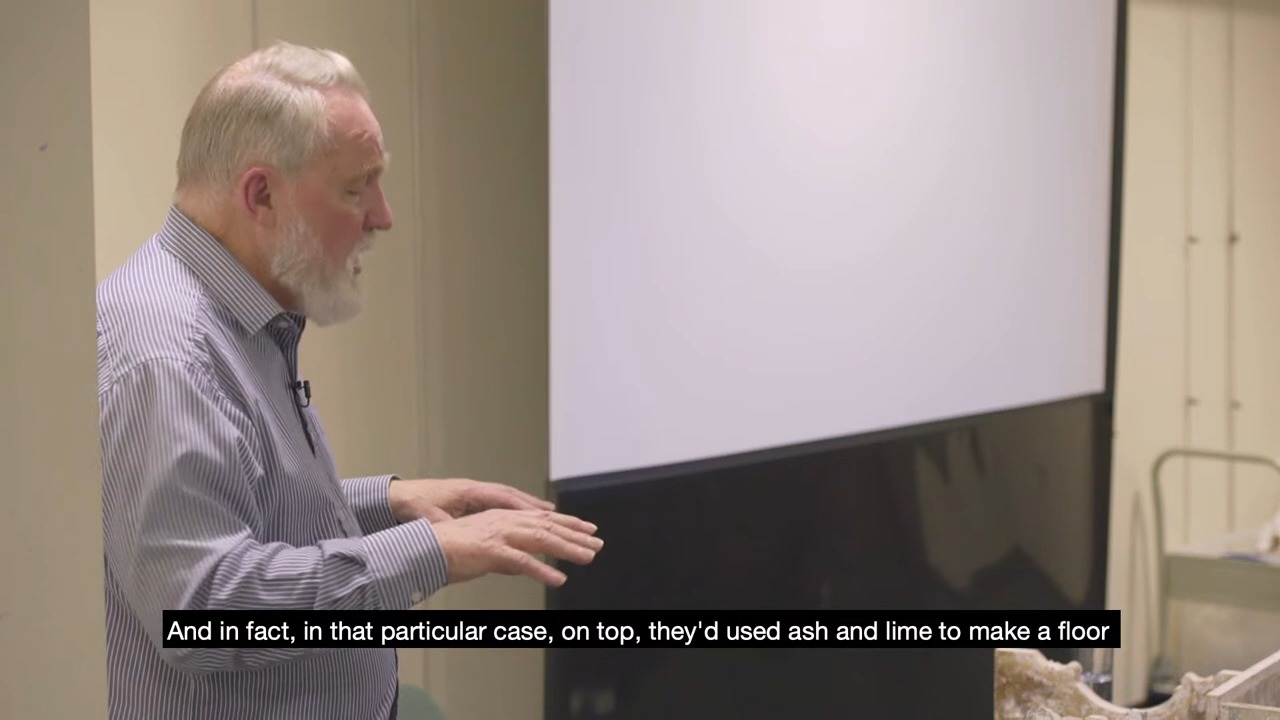 And in fact, in that particular case, on top, they'd used ash and lime to make a floor